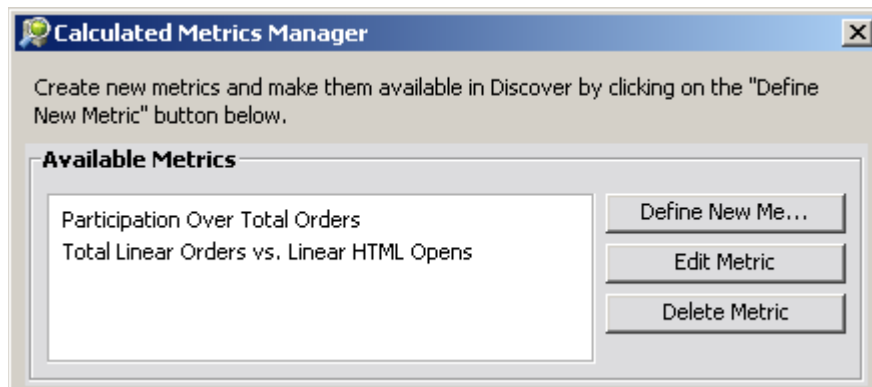 Calculated Metrics Manager
Create new metrics and make them available in Discover by clicking on the "Define
New Metric" button below.
Available Metrics
Participation Over Total Orders
Total Linear Orders vs. Linear HTML Opens
Define New Me...
Edit Metric
Delete Metric